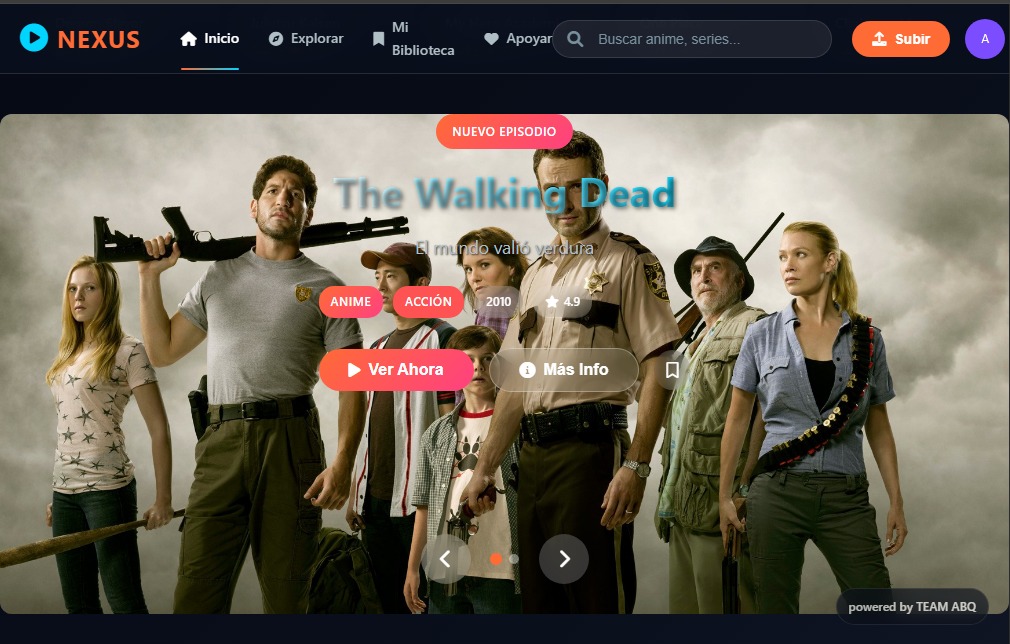 NEXUS
Inicio
Explorar
Mi
Biblioteca
Apoyar
Buscar anime, series...
Subir
A
NUEVO EPISODIO
The Walking Dead
El mundo valió verdura
ANIME
ACCIÓN
2010
4.9
Ver Ahora
Más Info
powered by TEAM ABQ